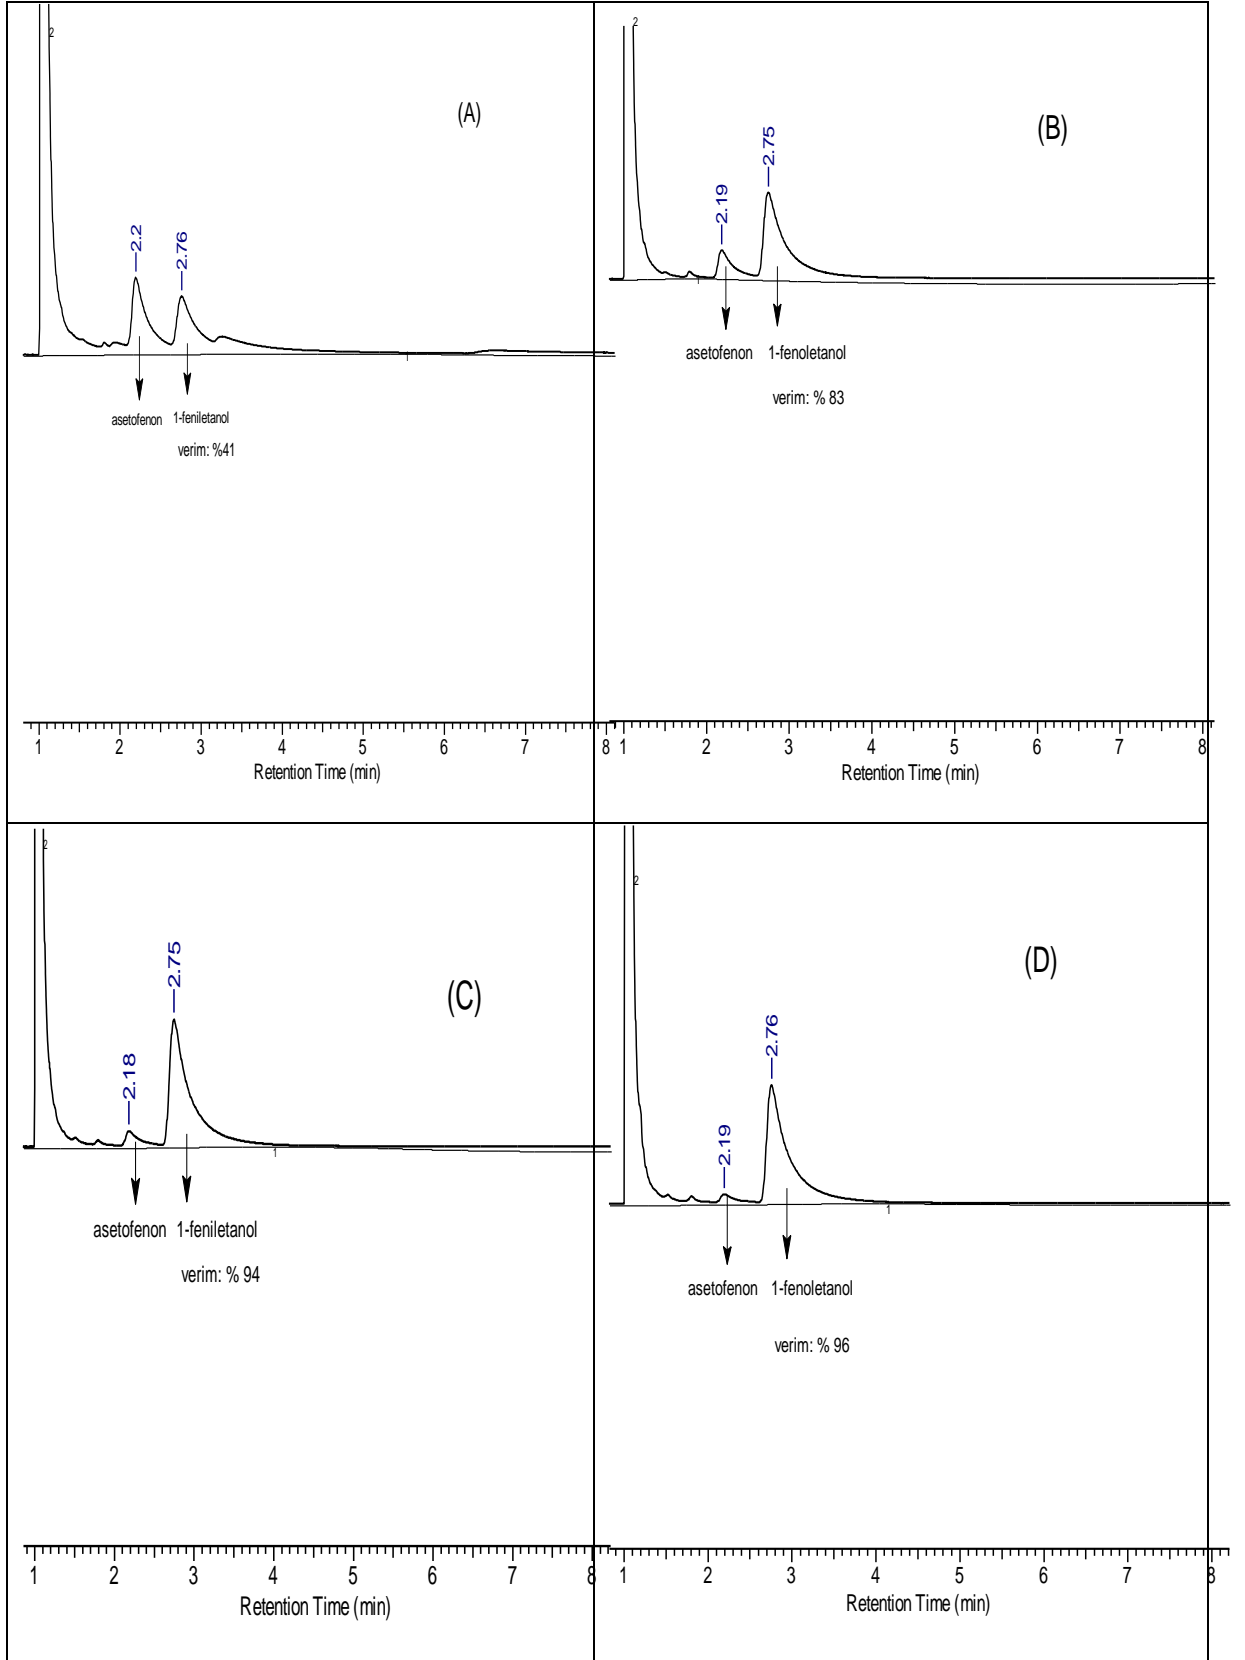 2
(A)
2.2
2.76
asetofenon 1-feniletanol
verim: %41
1
1 2 3 4 5 6 7 8
Retention Time (min)
2
(B)
2.19
2.75
1
asetofenon 1-fenoletanol
verim: % 83
1 2 3 4 5 6 7 8
Retention Time (min)
2
(C)
2.18
2.75
1
asetofenon 1-feniletanol
verim: % 94
1 2 3 4 5 6 7 8
Retention Time (min)
2
(D)
2.19
2.76
1
asetofenon 1-fenoletanol
verim: % 96
1 2 3 4 5 6 7 8
Retention Time (min)